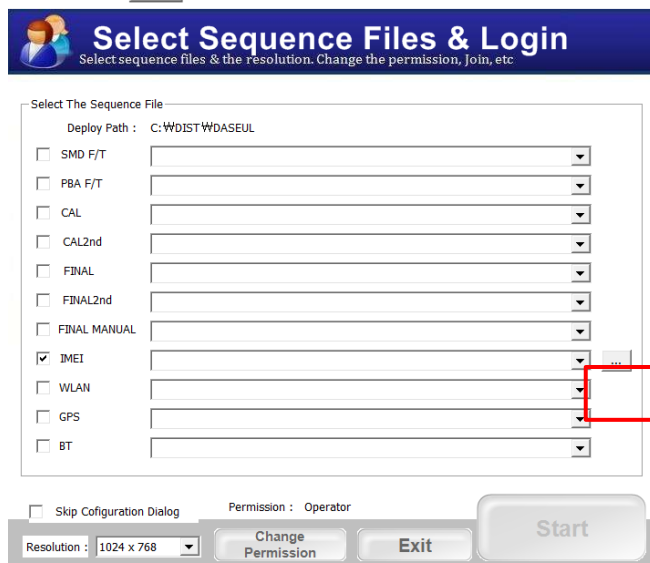 Select Sequence Files & Login
Select sequence files & the resolution. Change the permission, Join, etc
Select The Sequence File
Deploy Path : C:₩DIST₩DASEUL
SMD F/T
PBA F/T
CAL
CAL2nd
FINAL
FINAL2nd
FINAL MANUAL
IMEI ...
WLAN
GPS
BT
Skip Cofiguration Dialog Permission : Operator
Resolution : 1024 x 768 Change Permission Exit Start